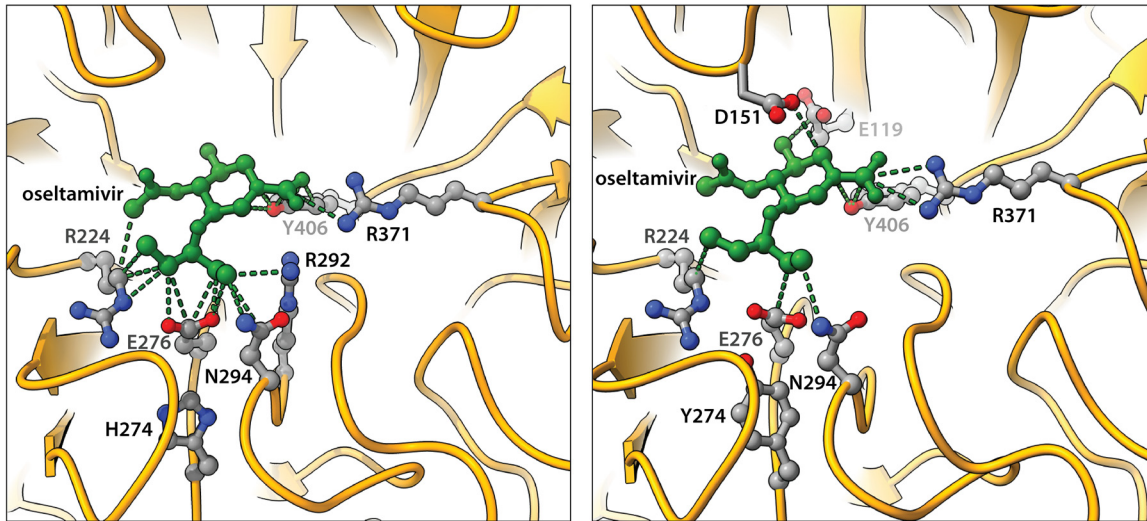 oseltamivir
Y406
R371
R224
R292
E276
N294
H274
D151
E119
oseltamivir
Y406
R371
R224
E276
N294
Y274